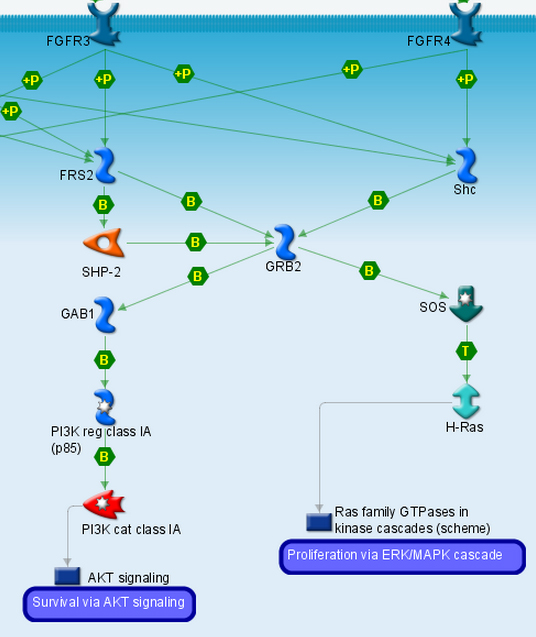 FGFR3
FGFR4
+P
+P
+P
+P
+P
+P
FRS2
Shc
B
B
B
SHP-2
B
GRB2
B
B
GAB1
SOS
B
T
PI3K reg class IA
(p85)
H-Ras
B
PI3K cat class IA
Ras family GTPases in
kinase cascades (scheme)
Proliferation via ERK/MAPK cascade
AKT signaling
Survival via AKT signaling